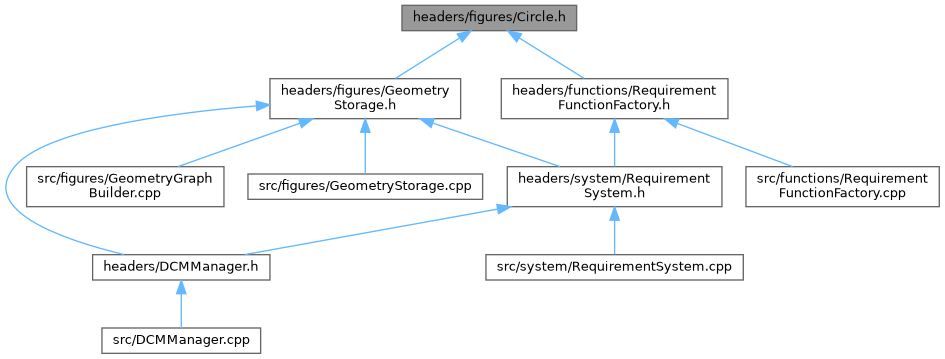 headers/figures/Circle.h
headers/figures/Geometry
Storage.h
headers/functions/Requirement
FunctionFactory.h
src/figures/GeometryGraph
Builder.cpp
src/figures/GeometryStorage.cpp
headers/system/Requirement
System.h
src/functions/Requirement
FunctionFactory.cpp
headers/DCMManager.h
src/system/RequirementSystem.cpp
src/DCMManager.cpp